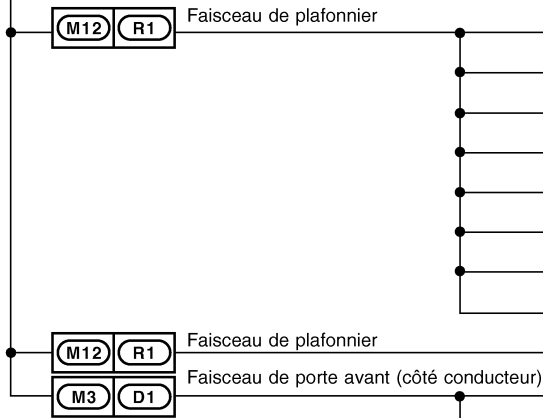 M12 R1 Faisceau de plafonnier
M12 R1 Faisceau de plafonnier
M3 D1 Faisceau de porte avant (côté conducteur)